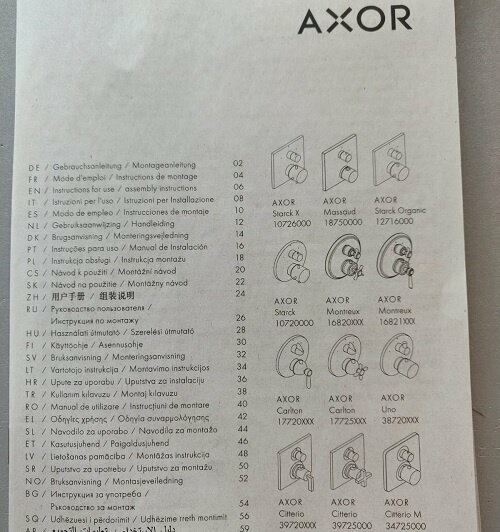 AXOR
DE / Gebrauchsanleitung / Montageanleitung 02
FR / Mode d'emploi / Instructions de montage 04
EN / Instructions for use / assembly instructions 06
IT / Istruzioni per l'uso / Istruzioni per Installazione 08
ES / Modo de empleo / Instrucciones de montaje 10
NL / Gebruiksaanwijzing / Handleiding 12
DK / Brugsanvisning / Monteringsvejledning 14
PT / Instruções para uso / Manual de Instalación 16
PL / Instrukcja obsługi / Instrukcja montażu 18
CS / Návod k použití / Montážní návod 20
SK / Návod na použitie / Montážny návod 22
ZH / 用户手册 / 组装说明 24
RU / Руководство пользователя /
Инструкция по монтажу 26
HU / Használati útmutató / Szerelési útmutató 28
FI / Käyttöohje / Asennusohje 30
SV / Bruksanvisning / Monteringsanvisning 32
LT / Vartotojo instrukcija / Montavimo instrukcijos 34
HR / Upute za uporabu / Uputstva za instalaciju 36
TR / Kullanım kılavuzu / Montaj kılavuzu 38
RO / Manual de utilizare / Instrucţiuni de montare 40
EL / Οδηγίες χρήσης / Οδηγία συναρμολόγησης 42
SL / Navodilo za uporabo / Navodila za montažo 44
ET / Kasutusjuhend / Paigaldusjuhend 46
LV / Lietošanas pamācība / Montāžas instrukcija 48
SR / Uputstvo za upotrebu / Uputstvo za montažu 50
NO / Bruksanvisning / Montasjeveiledning 52
BG / Инструкция за употреба /
Ръководство за монтаж 54
SQ / Udhëzuesi i përdorimit / Udhëzime rreth montimit 56
AR / دليل الاستخدام / تعليمات التجميع 59
AXOR
Starck X
10726000
AXOR
Massaud
18750000
AXOR
Starck Organic
12716000
AXOR
Starck
10720000
AXOR
Montreux
16820XXX
AXOR
Montreux
16821XXX
AXOR
Carlton
17720XXX
AXOR
Carlton
17725XXX
AXOR
Uno
38720XXX
AXOR
Citterio
39720XXX
AXOR
Citterio
39725000
AXOR
Citterio M
34725000